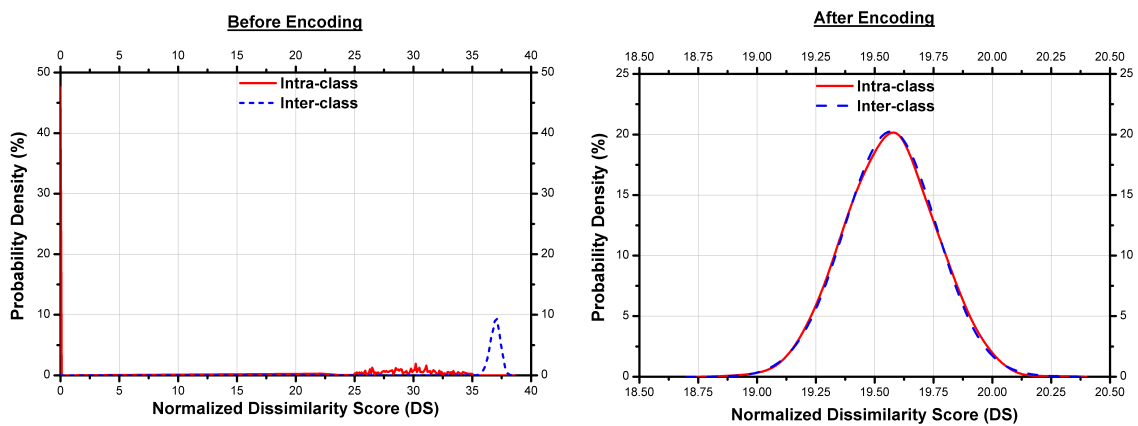 Before Encoding
0 5 10 15 20 25 30 35 40
Intra-class
Inter-class
50 50
40 40
30 30
20 20
10 10
0 0
Probability Density (%)
0 5 10 15 20 25 30 35 40
Normalized Dissimilarity Score (DS)
After Encoding
18.50 18.75 19.00 19.25 19.50 19.75 20.00 20.25 20.50
Intra-class
Inter-class
25 25
20 20
15 15
10 10
5 5
0 0
Probability Density (%)
18.50 18.75 19.00 19.25 19.50 19.75 20.00 20.25 20.50
Normalized Dissimilarity Score (DS)